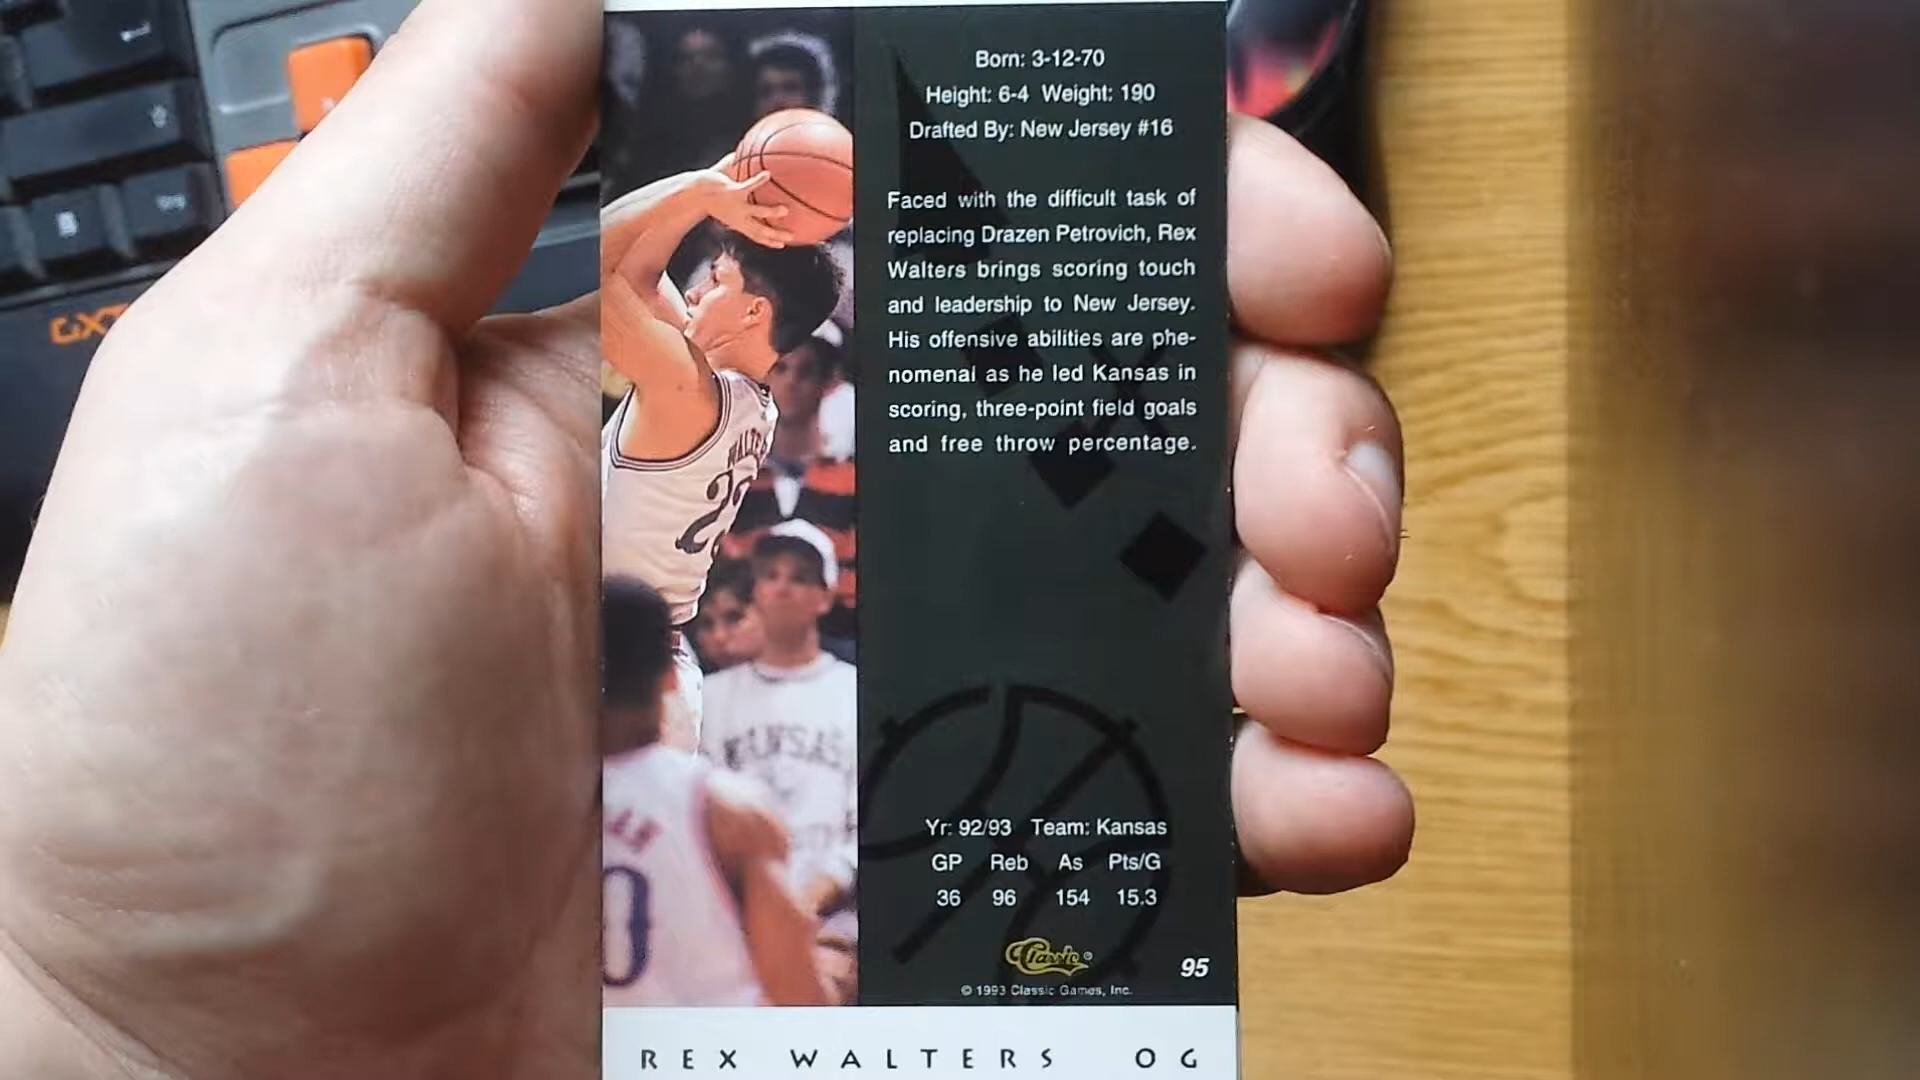 Born: 3-12-70
Height: 6-4 Weight: 190
Drafted By: New Jersey #16
Faced with the difficult task of
replacing Drazen Petrovich, Rex
Walters brings scoring touch
and leadership to New Jersey.
His offensive abilities are phe-
nomenal as he led Kansas in
scoring, three-point field goals
and free throw percentage.
Yr: 92/93 Team: Kansas
GP Reb As Pts/G
36 96 154 15.3
Classic ®
95
© 1993 Classic Games, Inc.
REX WALTERS OG
KANSAS
0